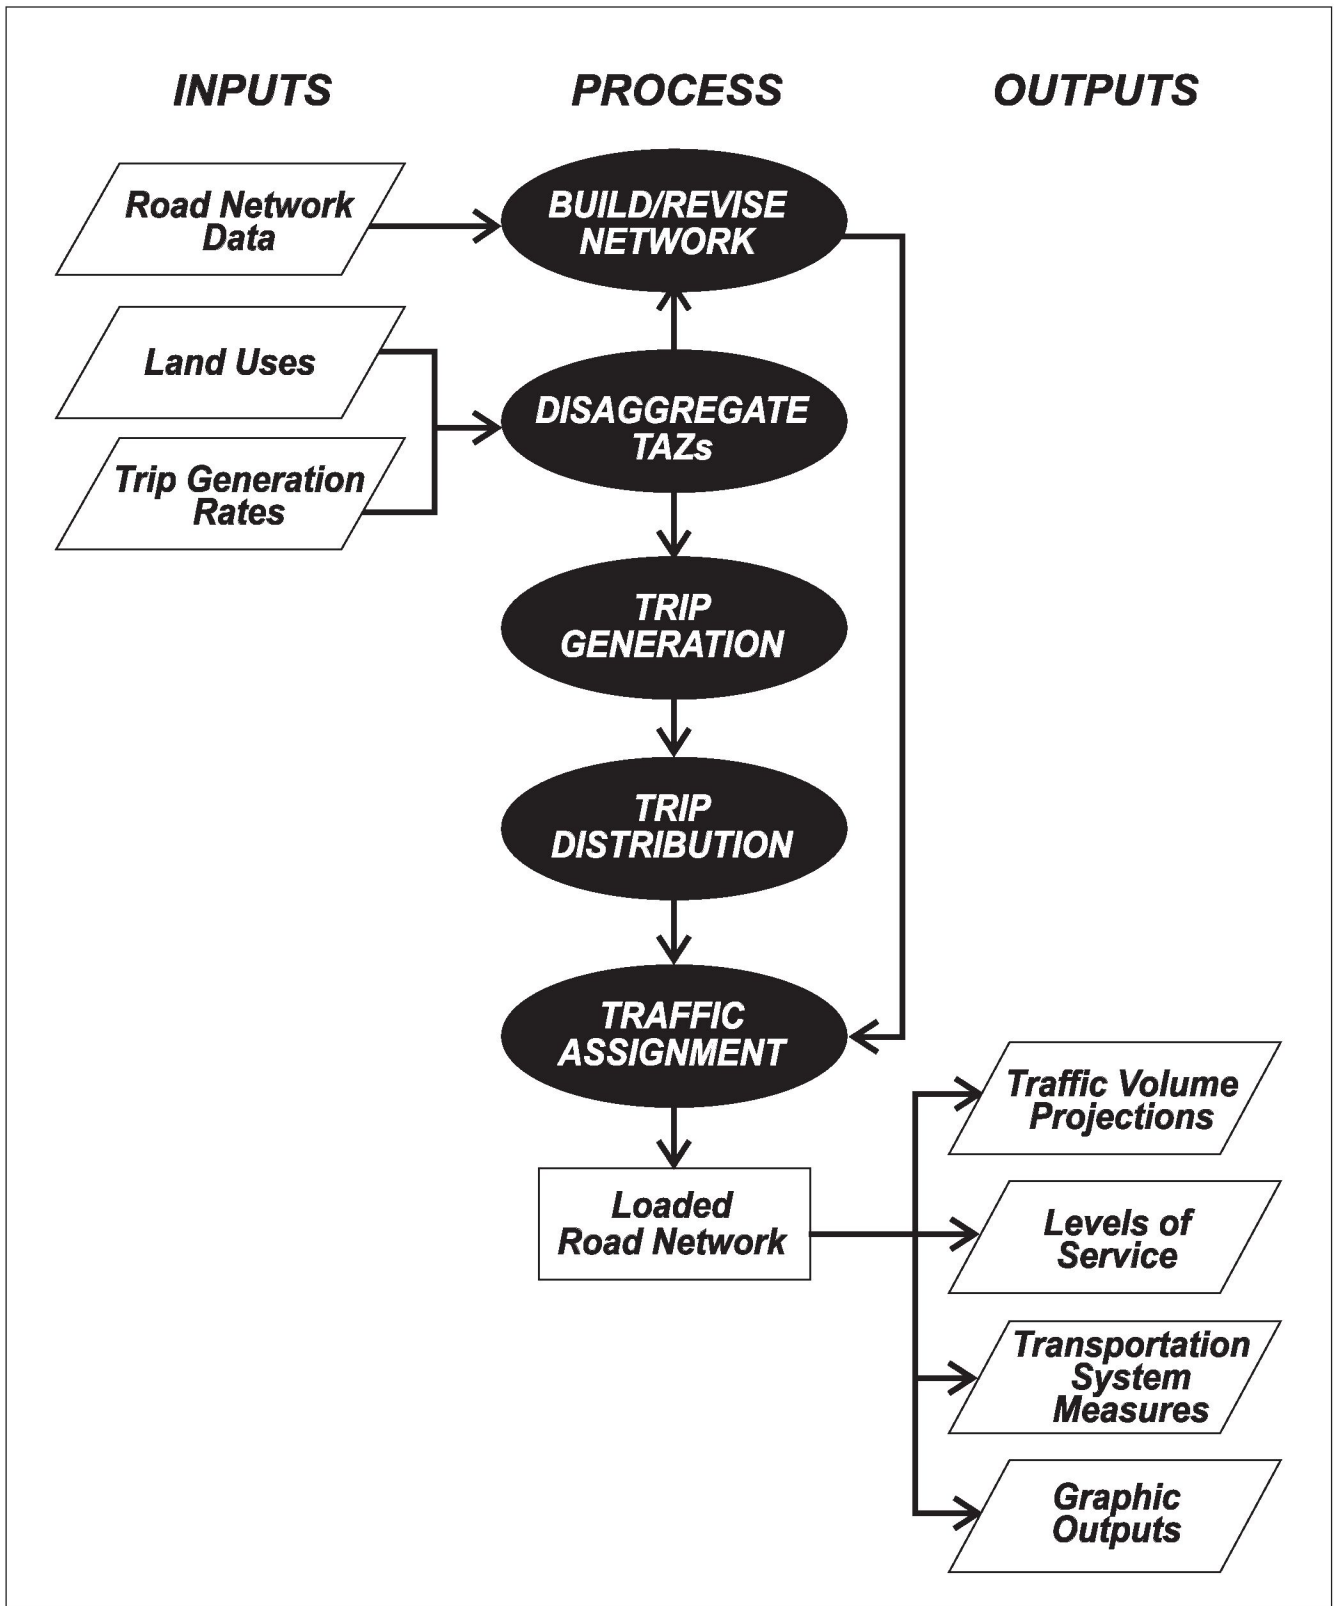 INPUTS
PROCESS
OUTPUTS
Road Network
Data
BUILD/REVISE
NETWORK
Land Uses
Trip Generation
Rates
DISAGGREGATE
TAZs
TRIP
GENERATION
TRIP
DISTRIBUTION
TRAFFIC
ASSIGNMENT
Loaded
Road Network
Traffic Volume
Projections
Levels of
Service
Transportation
System
Measures
Graphic
Outputs